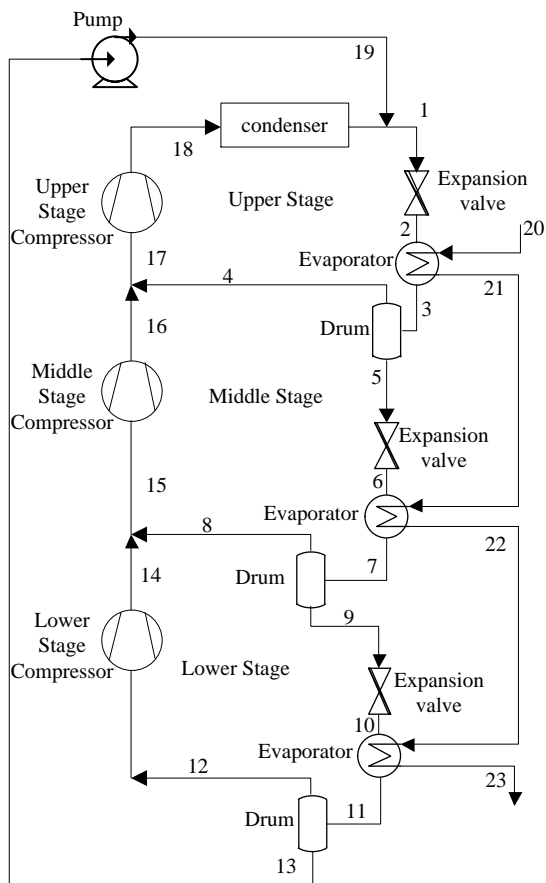 Pump
19
1
condenser
18
Upper
Stage
Compressor
Upper Stage
Expansion
valve
2
20
Evaporator
17
4
21
3
Drum
16
5
Middle
Stage
Compressor
Middle Stage
Expansion
valve
6
15
Evaporator
8
22
7
Drum
14
9
Lower
Stage
Compressor
Lower Stage
Expansion
valve
10
Evaporator
12
23
11
Drum
13